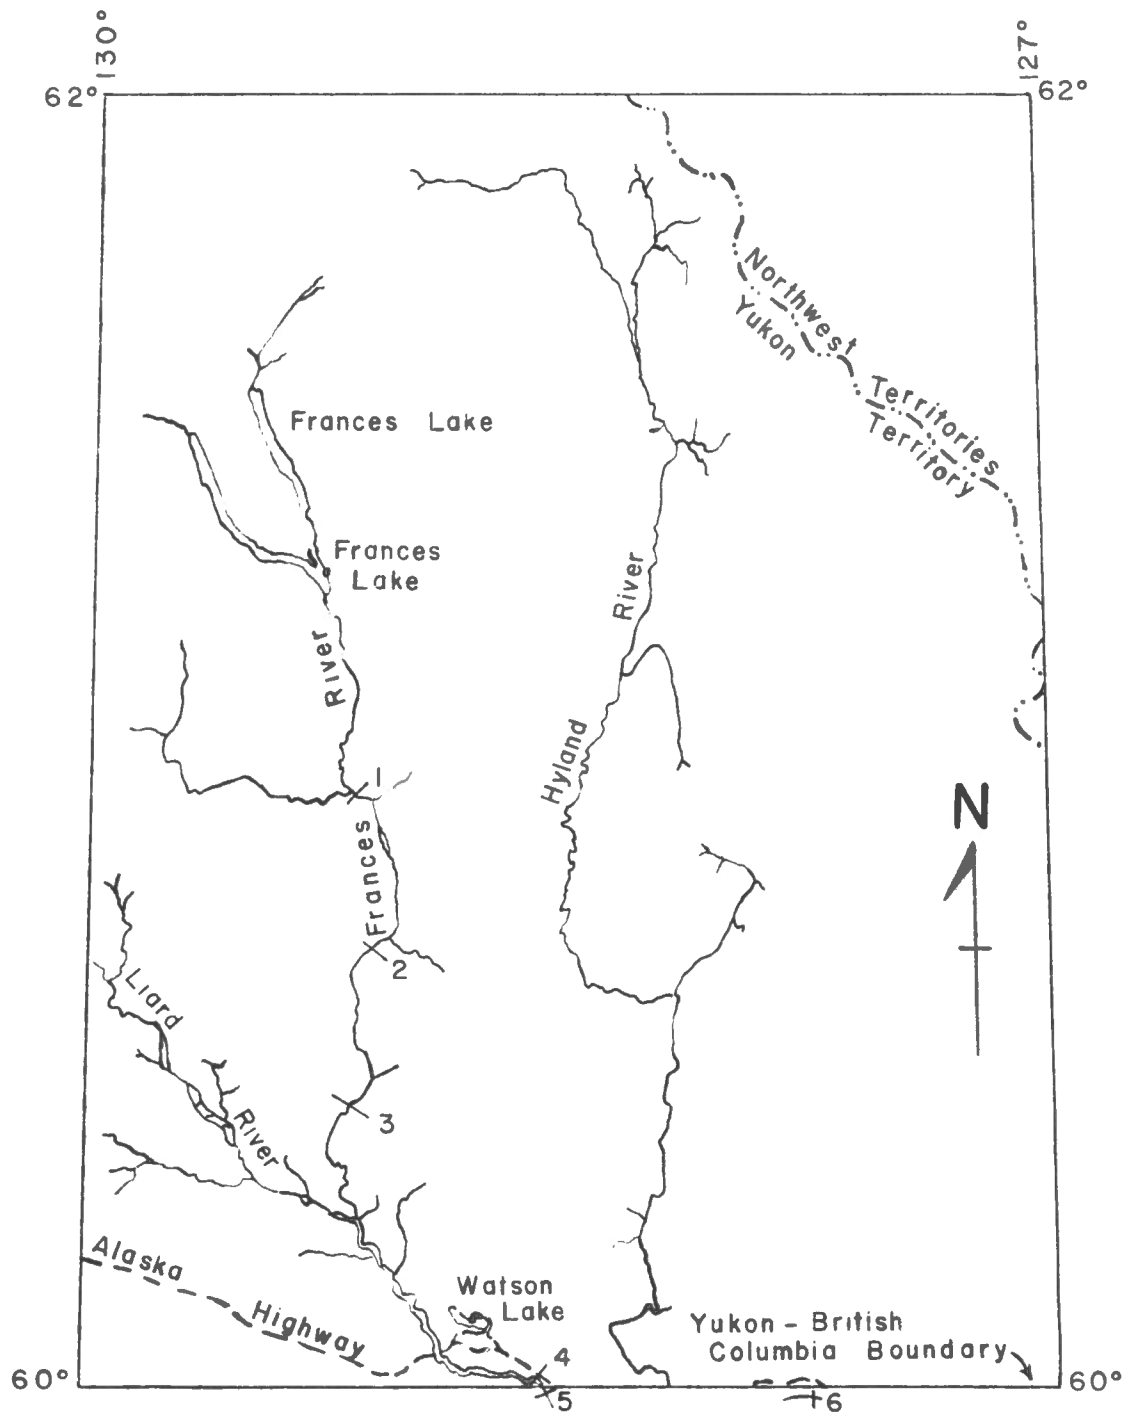 130°
127°
62°
62°
Northwest Territories
Yukon Territory
Frances Lake
Frances
Lake
River
River
Hyland
1
N
Frances
2
Liard
River
3
Alaska
Highway
Watson
Lake
Yukon - British
Columbia Boundary
4
60°
60°
5
6